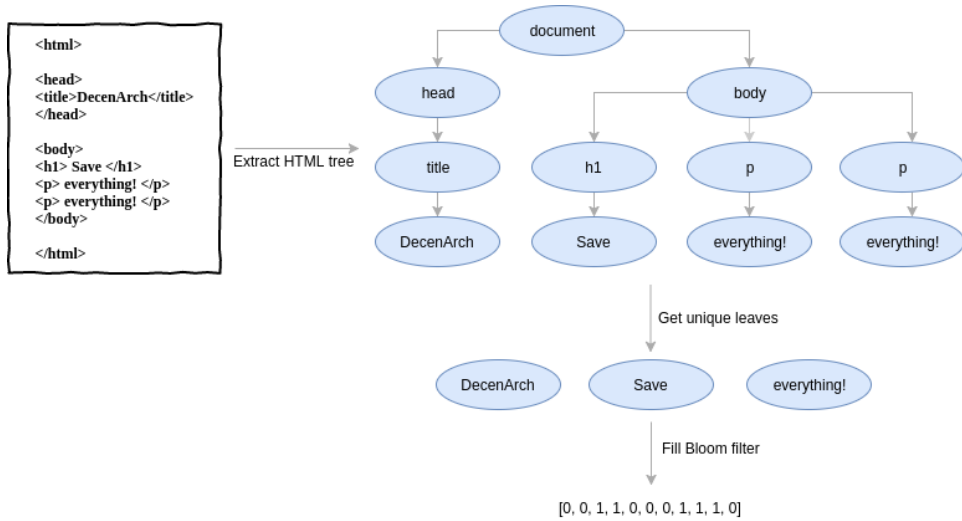 <html>
<head>
<title>DecenArch</title>
</head>
<body>
<h1> Save </h1>
<p> everything! </p>
<p> everything! </p>
</body>
</html>
Extract HTML tree
document
head
body
title
h1
p
p
DecenArch
Save
everything!
everything!
Get unique leaves
DecenArch
Save
everything!
Fill Bloom filter
[0, 0, 1, 1, 0, 0, 0, 1, 1, 1, 0]